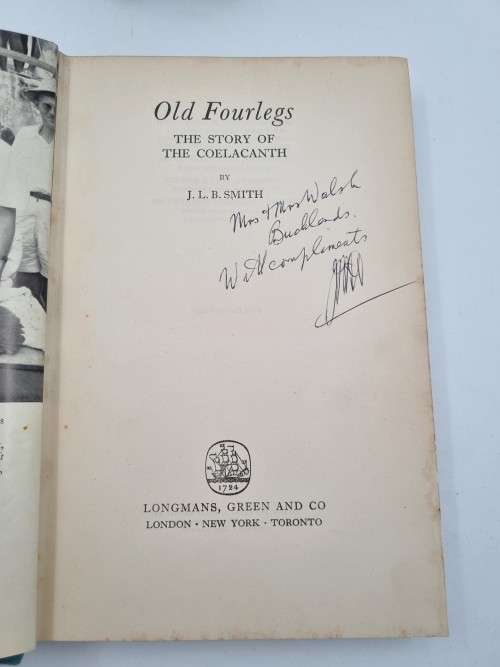 Old Fourlegs
THE STORY OF
THE COELACANTH
BY
J. L. B. SMITH
Mrs & Mrs Walsh
Bucklands.
With compliments
1724
LONGMANS, GREEN AND CO
LONDON · NEW YORK · TORONTO